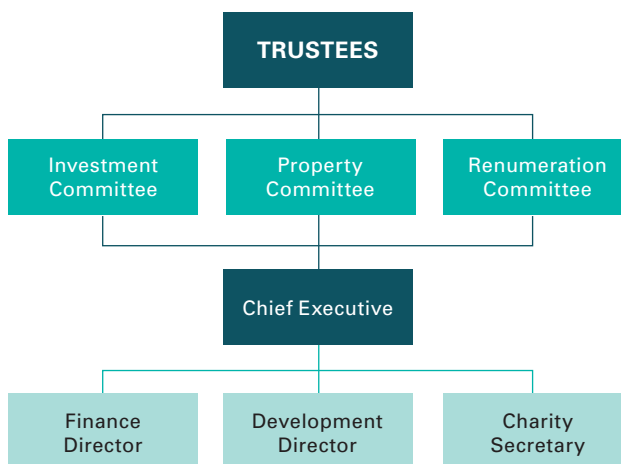 TRUSTEES
Investment
Committee
Property
Committee
Renumeration
Committee
Chief Executive
Finance
Director
Development
Director
Charity
Secretary